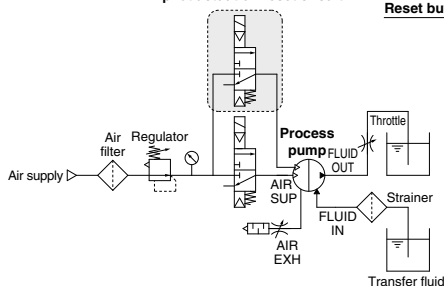 Reset bu
Air
filter
Regulator
Air supply
Process
pump
FLUID
OUT
Throttle
AIR
SUP
FLUID
IN
Strainer
AIR
EXH
Transfer fluid